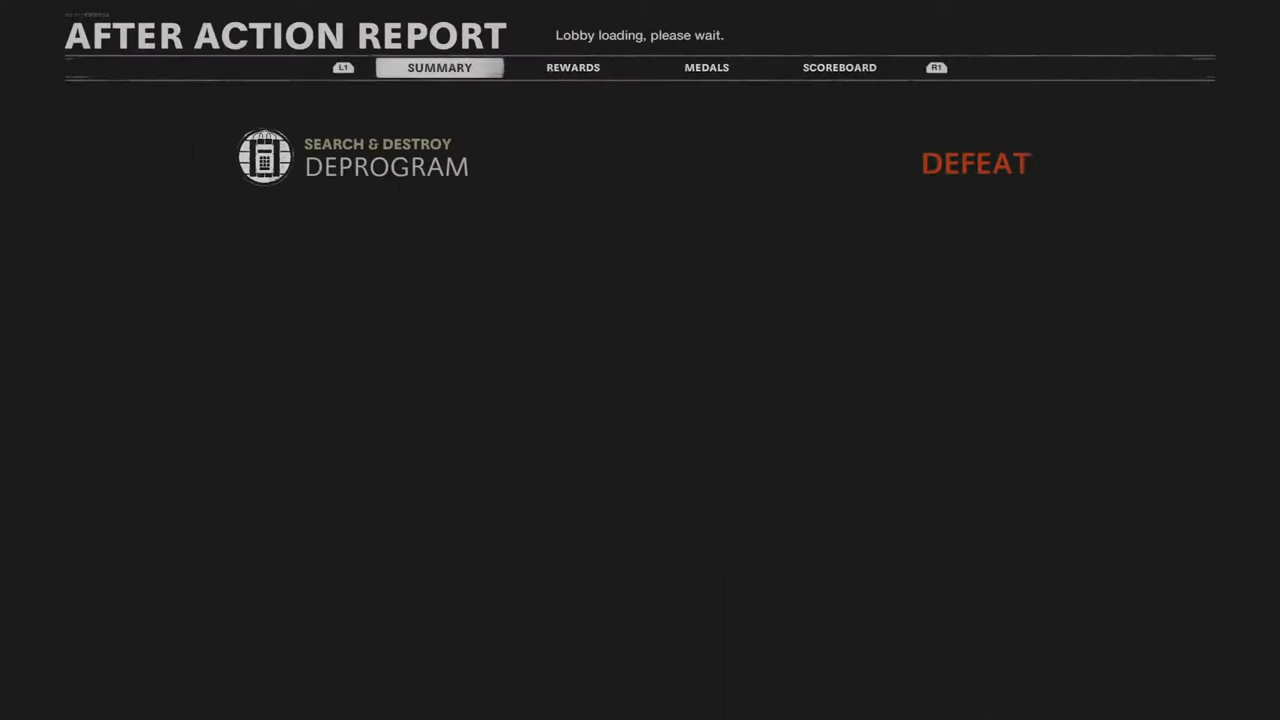 AFTER ACTION REPORT
Lobby loading, please wait.
L1 SUMMARY REWARDS MEDALS SCOREBOARD R1
SEARCH & DESTROY
DEPROGRAM
DEFEAT